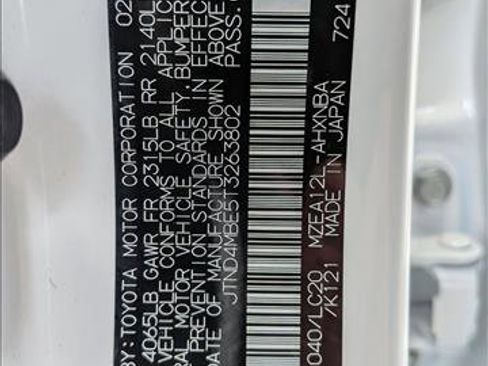 BY:TOYOTA MOTOR CORPORATION 02
4065LB GAWR FR 2315LB RR 2140L
VEHICLE CONFORMS TO ALL APPLIC
RAL MOTOR VEHICLE SAFETY, BUMPER
PREVENTION STANDARDS IN EFFEC
DATE OF MANUFACTURE SHOWN ABOVE
JTND4MBE5T3263802 PASS.
040/LC20 MZEA12L-AHXNBA
/K121 MADE IN JAPAN 724